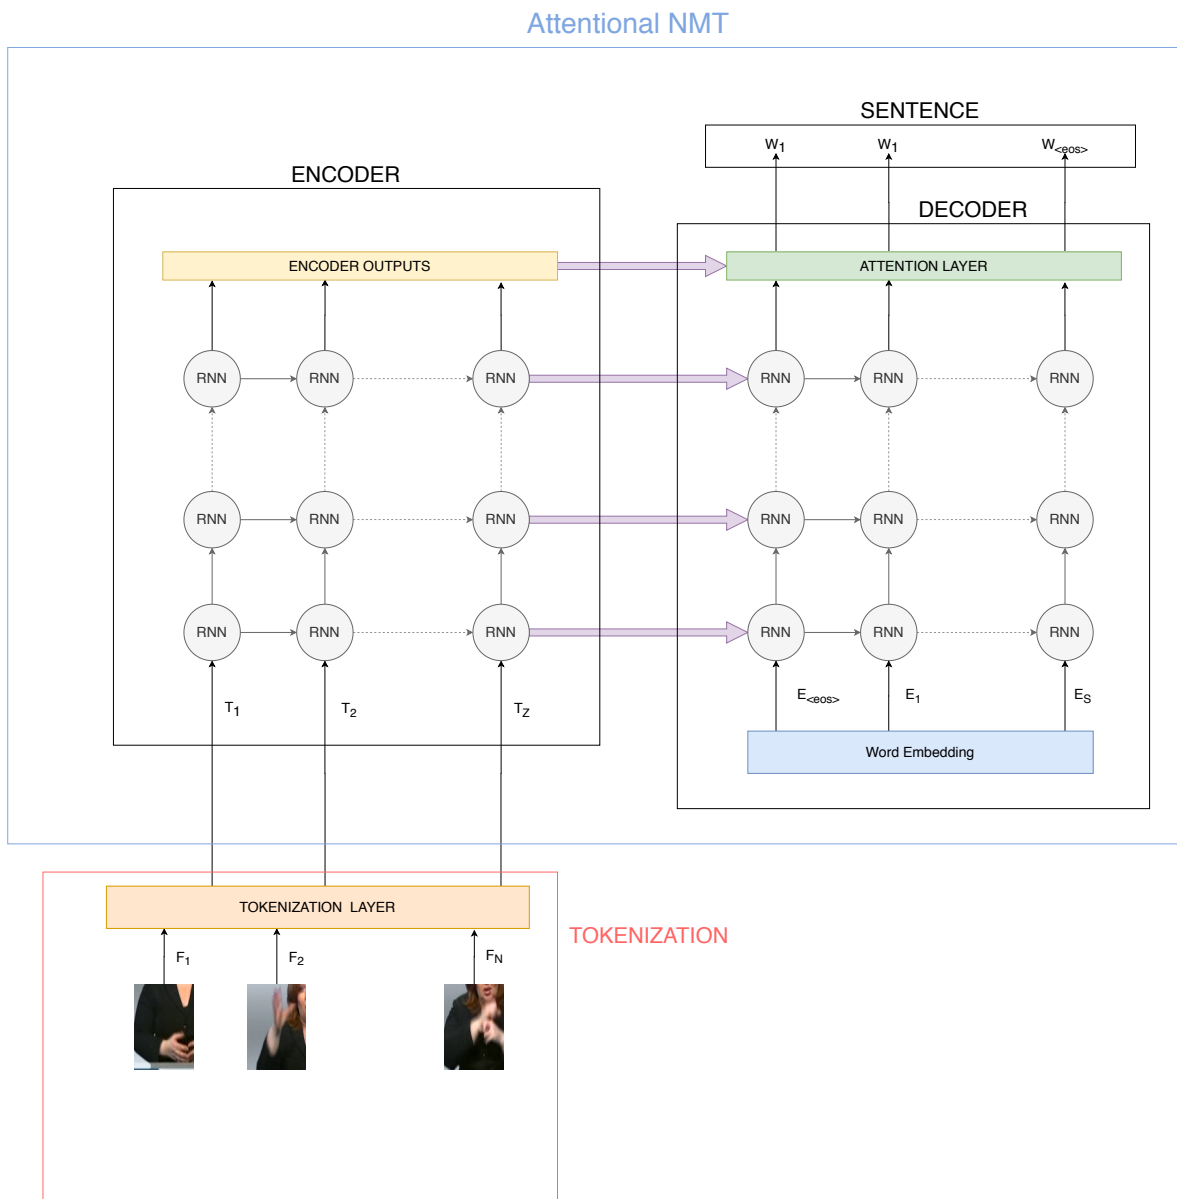 Attentional NMT
SENTENCE
W1 W1 W<eos>
ENCODER
DECODER
ENCODER OUTPUTS
ATTENTION LAYER
RNN RNN RNN RNN RNN RNN
RNN RNN RNN RNN RNN RNN
RNN RNN RNN RNN RNN RNN
T1 T2 TZ
E<eos> E1 ES
Word Embedding
TOKENIZATION LAYER
TOKENIZATION
F1 F2 FN